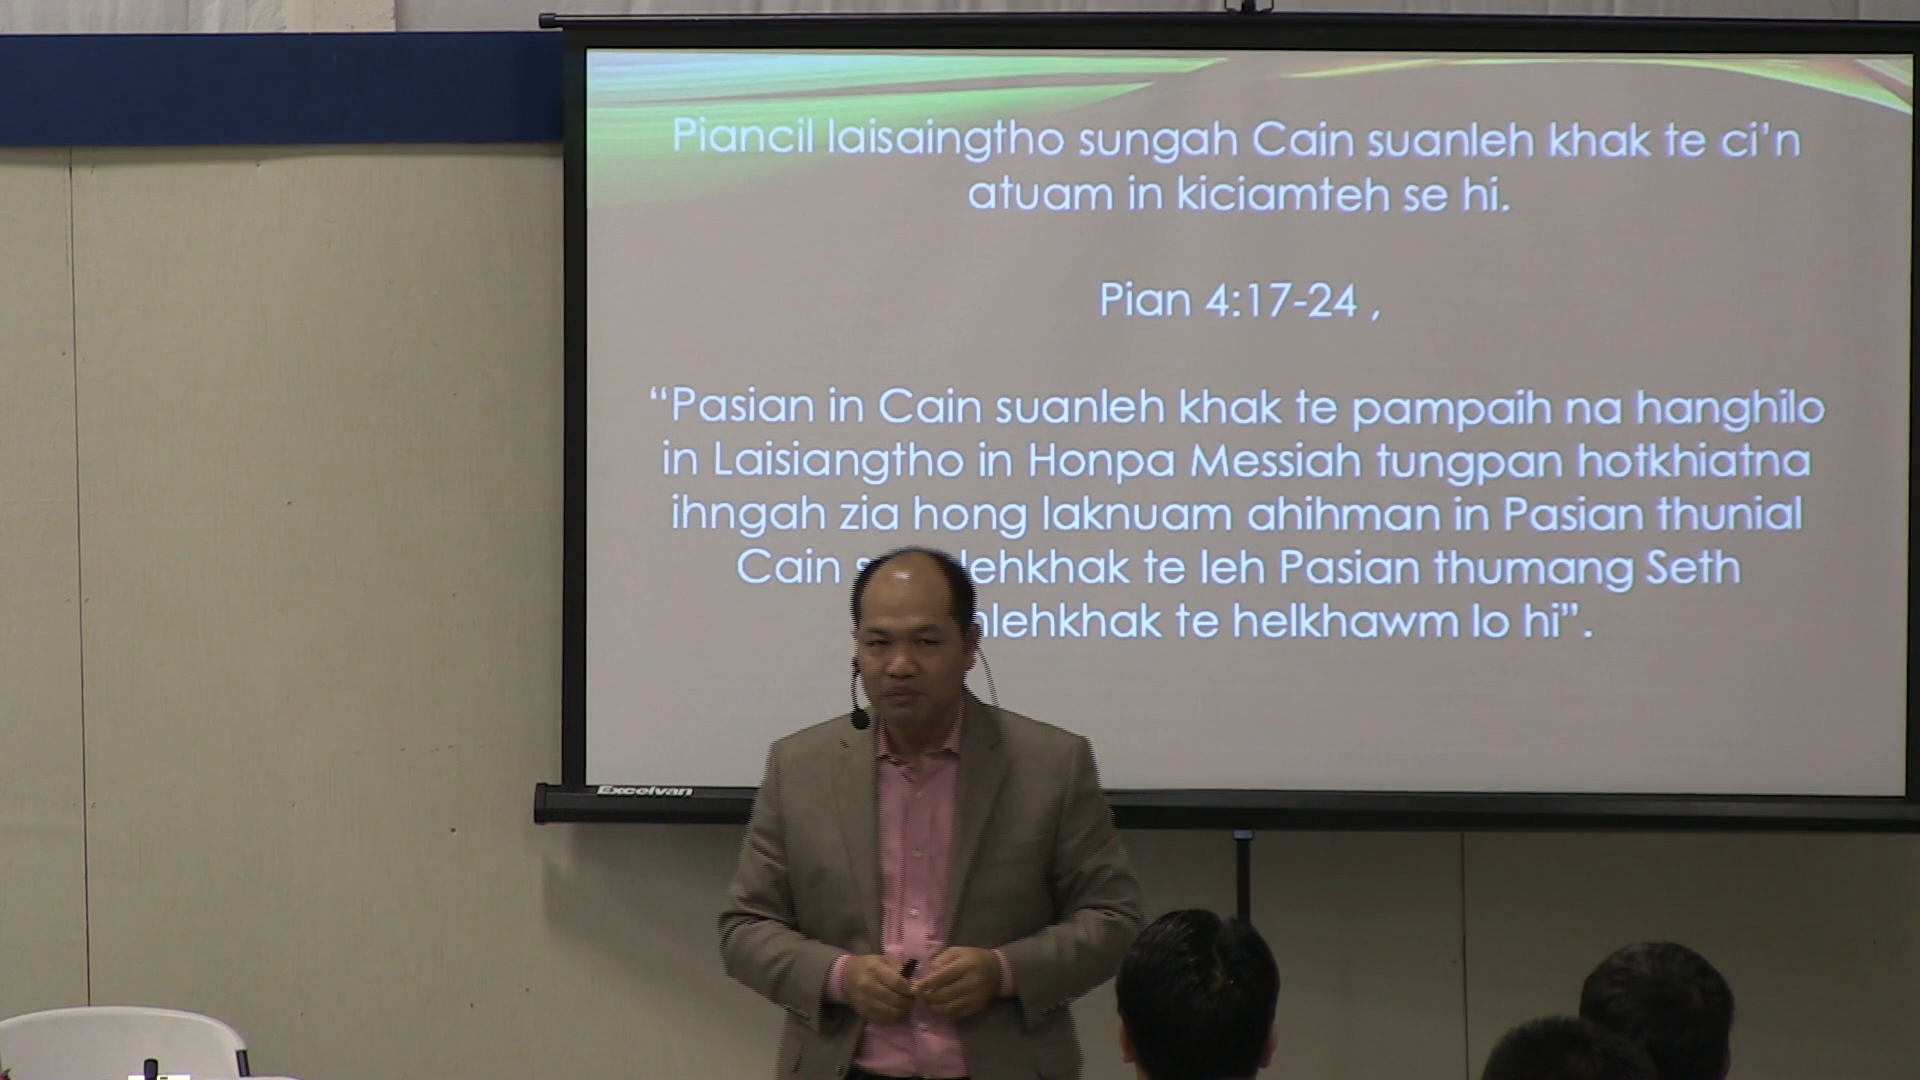 Piancil laisaingtho sungah Cain suanleh khak te ci’n
atuam in kiciamteh se hi.
Pian 4:17-24 ,
“Pasian in Cain suanleh khak te pampaih na hanghilo
in Laisiangtho in Honpa Messiah tungpan hotkhiatna
ihngah zia hong laknuam ahihman in Pasian thunial
Cain te leh Pasian thumang Seth
te helkhawm lo hi”.
Excelvan